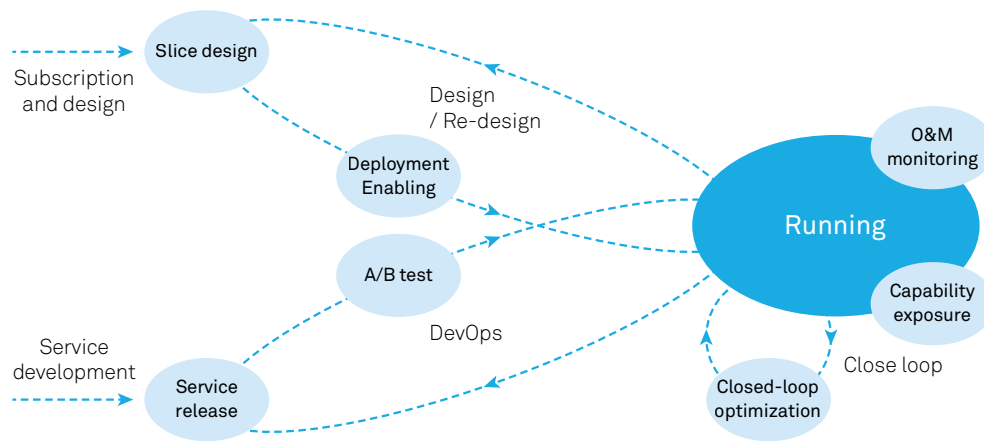 Slice design
Subscription
and design
Design
/ Re-design
Deployment
Enabling
O&M
monitoring
Running
A/B test
Capability
exposure
DevOps
Service
development
Service
release
Close loop
Closed-loop
optimization